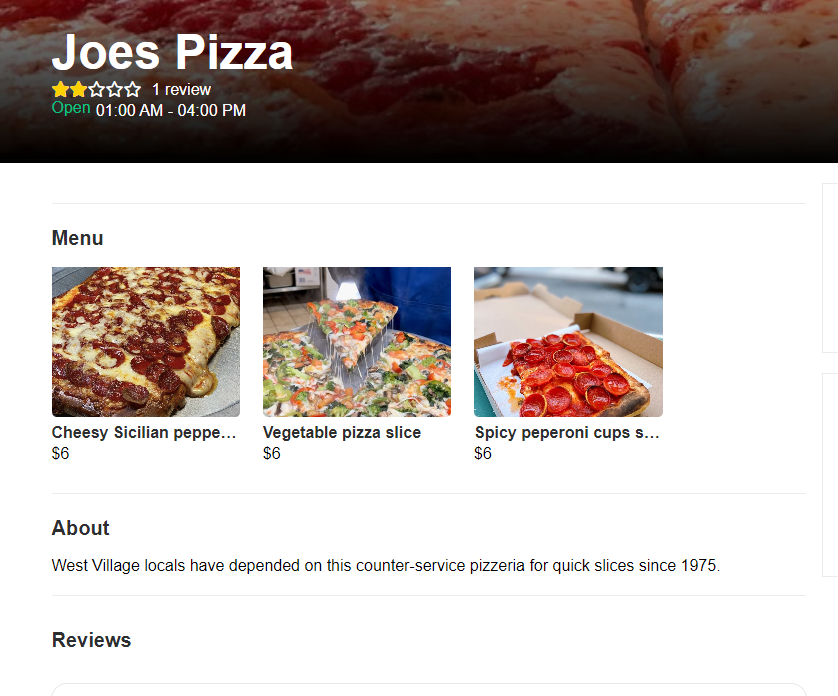 Joes Pizza
1 review
Open 01:00 AM - 04:00 PM
Menu
Cheesy Sicilian peppe...
Vegetable pizza slice
Spicy peperoni cups s...
$6
$6
$6
About
West Village locals have depended on this counter-service pizzeria for quick slices since 1975.
Reviews